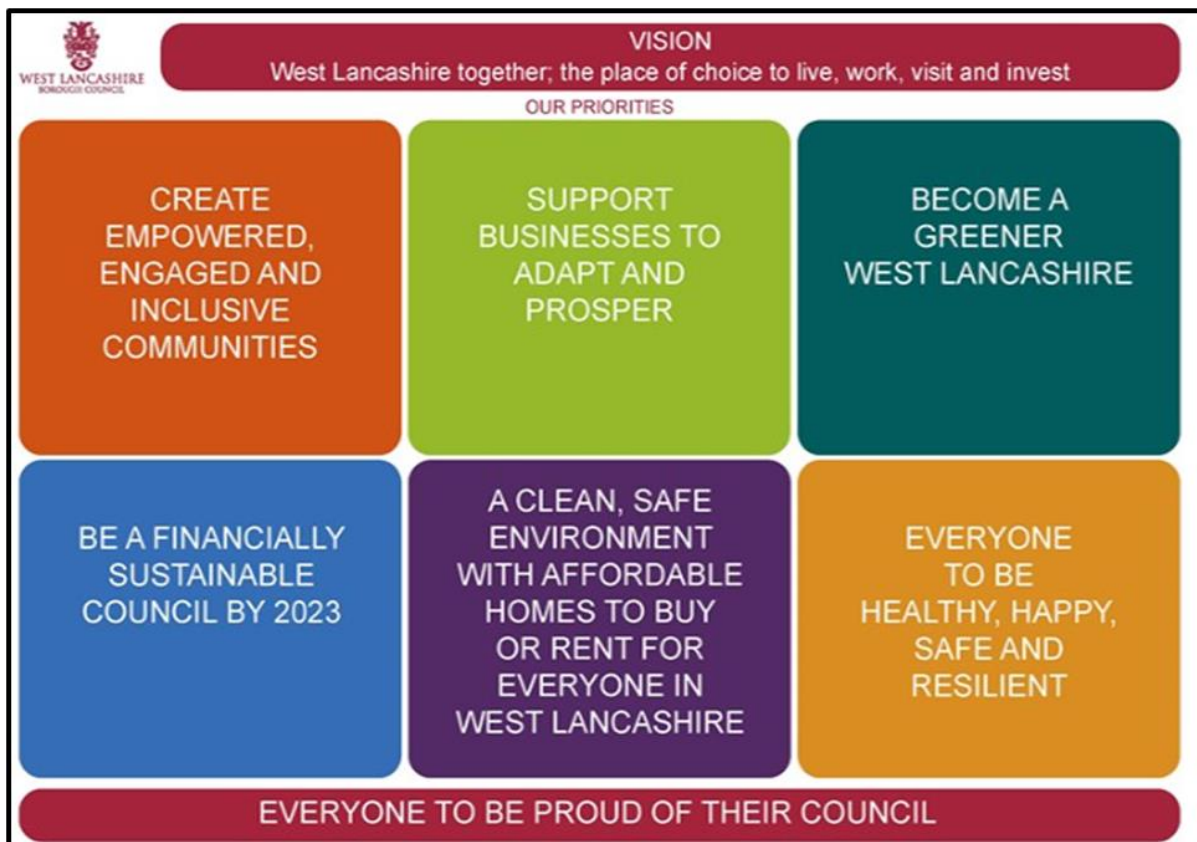 WEST LANCASHIRE
BOROUGH COUNCIL
VISION
West Lancashire together; the place of choice to live, work, visit and invest
OUR PRIORITIES
CREATE
EMPOWERED,
ENGAGED AND
INCLUSIVE
COMMUNITIES
SUPPORT
BUSINESSES TO
ADAPT AND
PROSPER
BECOME A
GREENER
WEST LANCASHIRE
BE A FINANCIALLY
SUSTAINABLE
COUNCIL BY 2023
A CLEAN, SAFE
ENVIRONMENT
WITH AFFORDABLE
HOMES TO BUY
OR RENT FOR
EVERYONE IN
WEST LANCASHIRE
EVERYONE
TO BE
HEALTHY, HAPPY,
SAFE AND
RESILIENT
EVERYONE TO BE PROUD OF THEIR COUNCIL